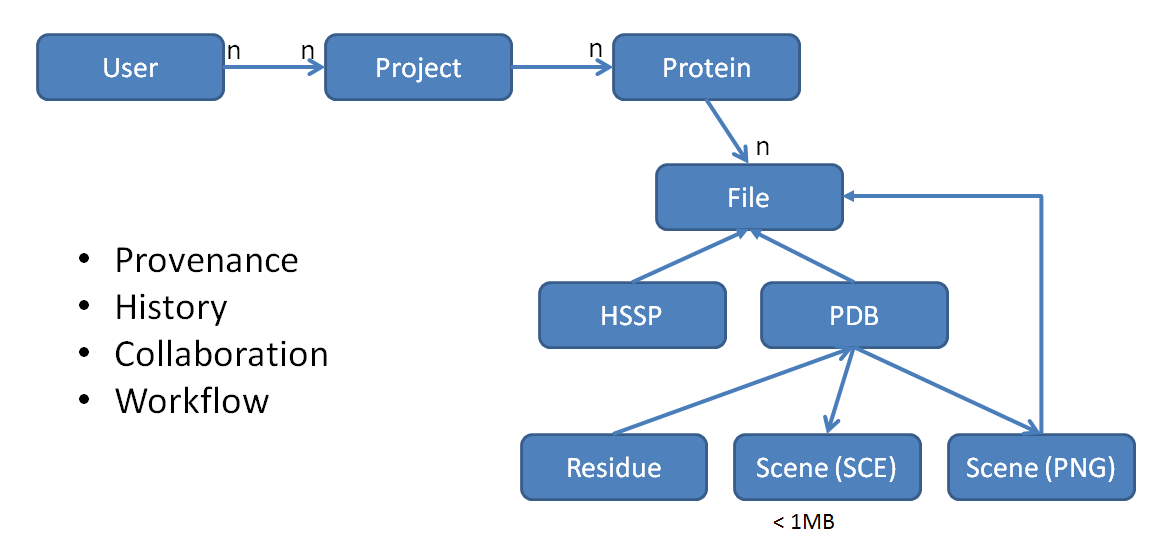 n
n
n
User
Project
Protein
n
File
• Provenance
• History
• Collaboration
• Workflow
HSSP
PDB
Residue
Scene (SCE)
Scene (PNG)
< 1MB